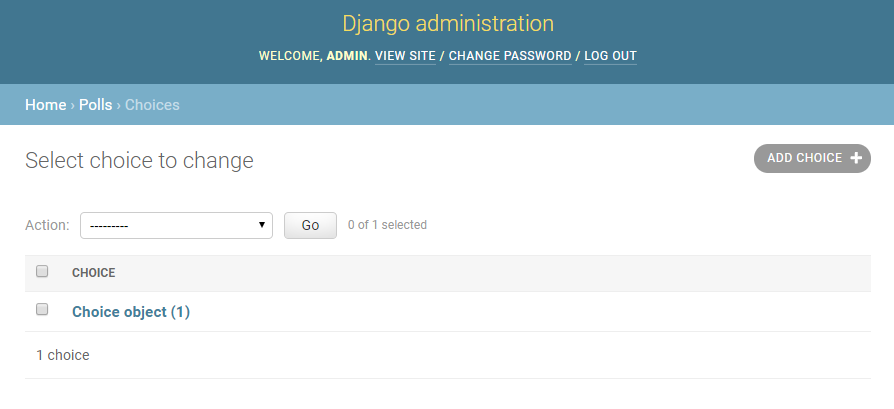 Django administration
WELCOME, ADMIN. VIEW SITE / CHANGE PASSWORD / LOG OUT
Home › Polls › Choices
Select choice to change
ADD CHOICE +
Action: --------- Go 0 of 1 selected
CHOICE
Choice object (1)
1 choice